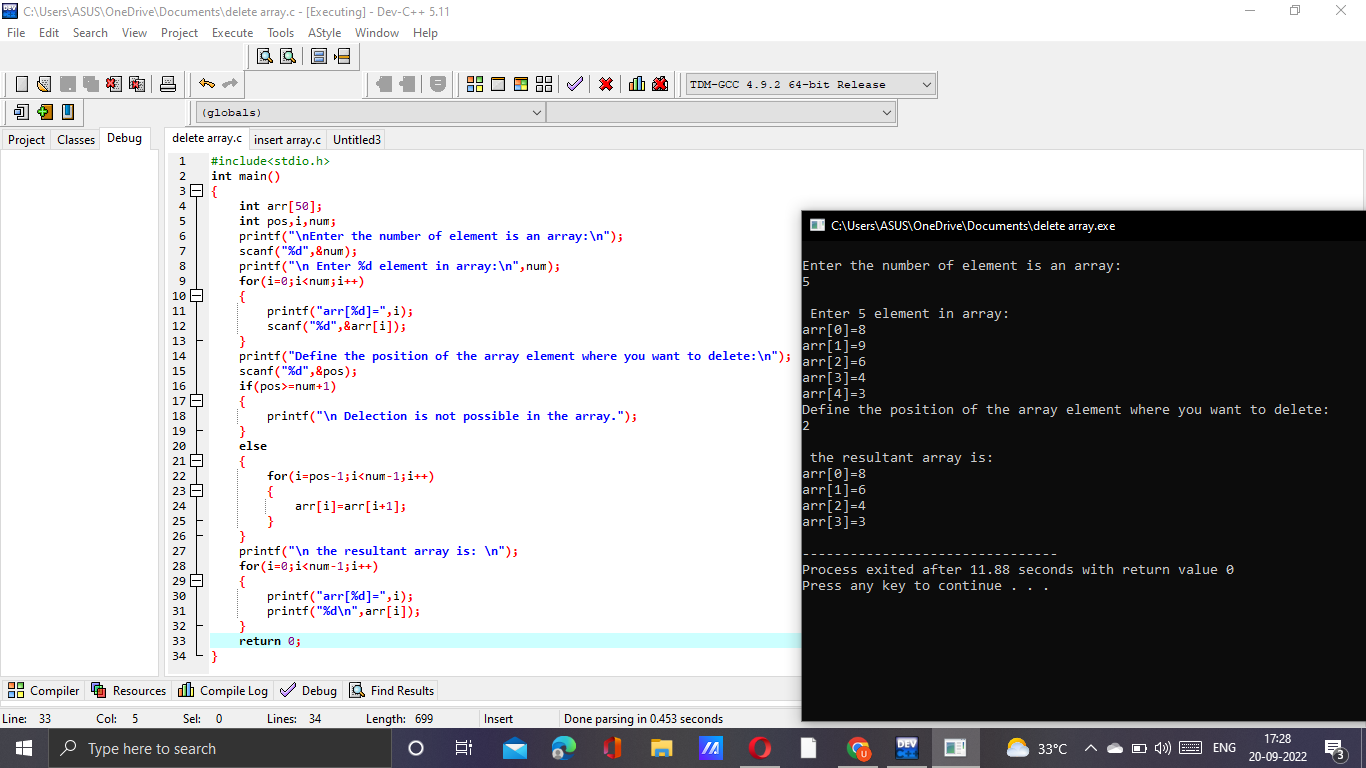 C:\Users\ASUS\OneDrive\Documents\delete array.c - [Executing] - Dev-C++ 5.11
File Edit Search View Project Execute Tools AStyle Window Help
TDM-GCC 4.9.2 64-bit Release
(globals)
Project Classes Debug
delete array.c insert array.c Untitled3
1 #include<stdio.h>
2 int main()
3 {
4 int arr[50];
5 int pos,i,num;
6 printf("\nEnter the number of element is an array:\n");
7 scanf("%d",&num);
8 printf("\n Enter %d element in array:\n",num);
9 for(i=0;i<num;i++)
10 {
11 printf("arr[%d]=",i);
12 scanf("%d",&arr[i]);
13 }
14 printf("Define the position of the array element where you want to delete:\n");
15 scanf("%d",&pos);
16 if(pos>=num+1)
17 {
18 printf("\n Delection is not possible in the array.");
19 }
20 else
21 {
22 for(i=pos-1;i<num-1;i++)
23 {
24 arr[i]=arr[i+1];
25 }
26 }
27 printf("\n the resultant array is: \n");
28 for(i=0;i<num-1;i++)
29 {
30 printf("arr[%d]=",i);
31 printf("%d\n",arr[i]);
32 }
33 return 0;
34 }
C:\Users\ASUS\OneDrive\Documents\delete array.exe
Enter the number of element is an array:
5
Enter 5 element in array:
arr[0]=8
arr[1]=9
arr[2]=6
arr[3]=4
arr[4]=3
Define the position of the array element where you want to delete:
2
the resultant array is:
arr[0]=8
arr[1]=6
arr[2]=4
arr[3]=3
--------------------------------
Process exited after 11.88 seconds with return value 0
Press any key to continue . . .
Compiler Resources Compile Log Debug Find Results
Line: 33 Col: 5 Sel: 0 Lines: 34 Length: 699 Insert Done parsing in 0.453 seconds
Type here to search
DEV
33°C
ENG
17:28
20-09-2022
3